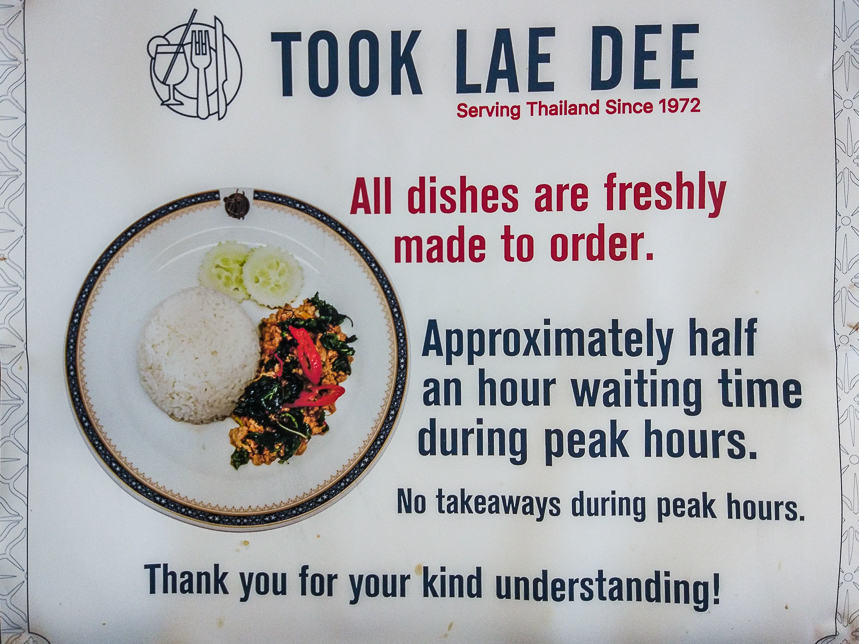 TOOK LAE DEE
Serving Thailand Since 1972
All dishes are freshly
made to order.
Approximately half
an hour waiting time
during peak hours.
No takeaways during peak hours.
Thank you for your kind understanding!